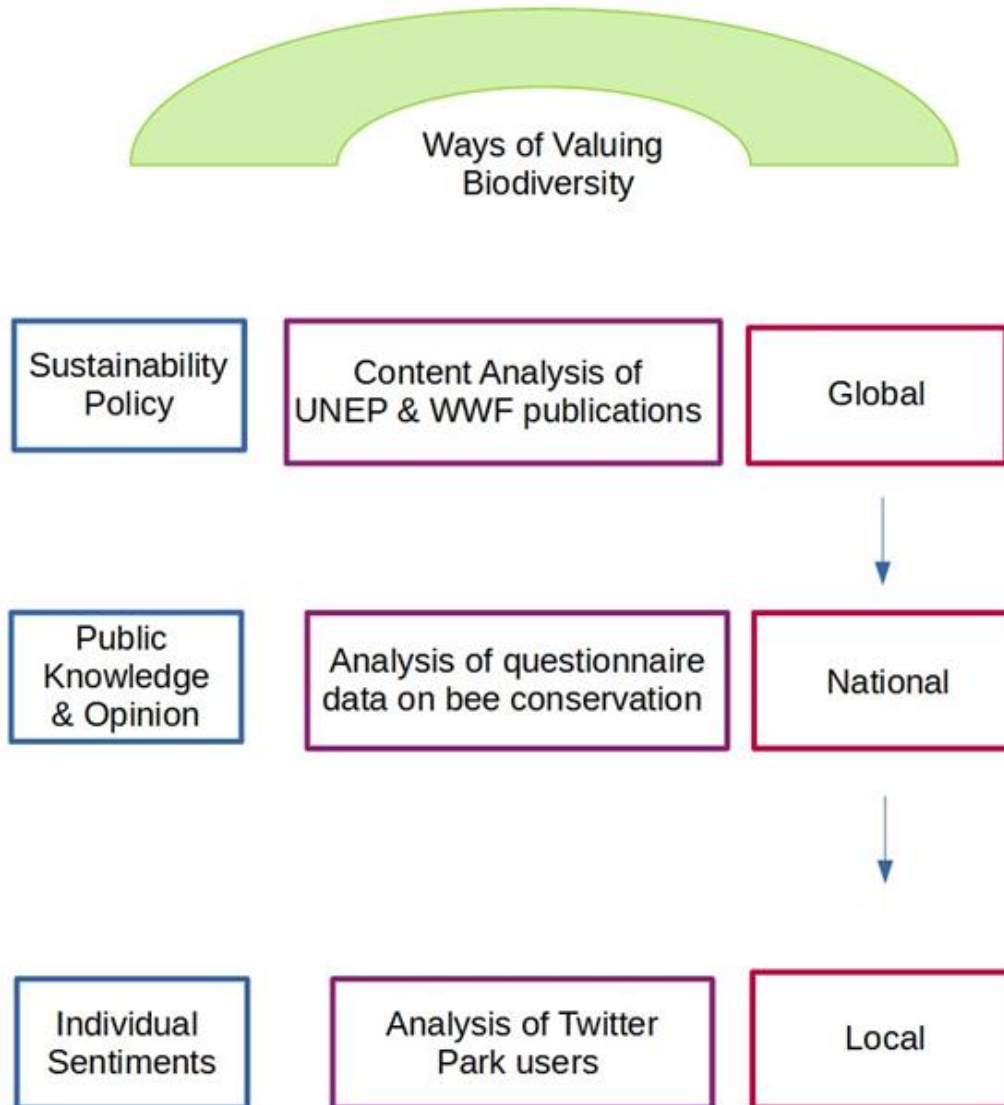 Ways of Valuing
Biodiversity
Sustainability
Policy
Content Analysis of
UNEP & WWF publications
Global
Public
Knowledge
& Opinion
Analysis of questionnaire
data on bee conservation
National
Individual
Sentiments
Analysis of Twitter
Park users
Local